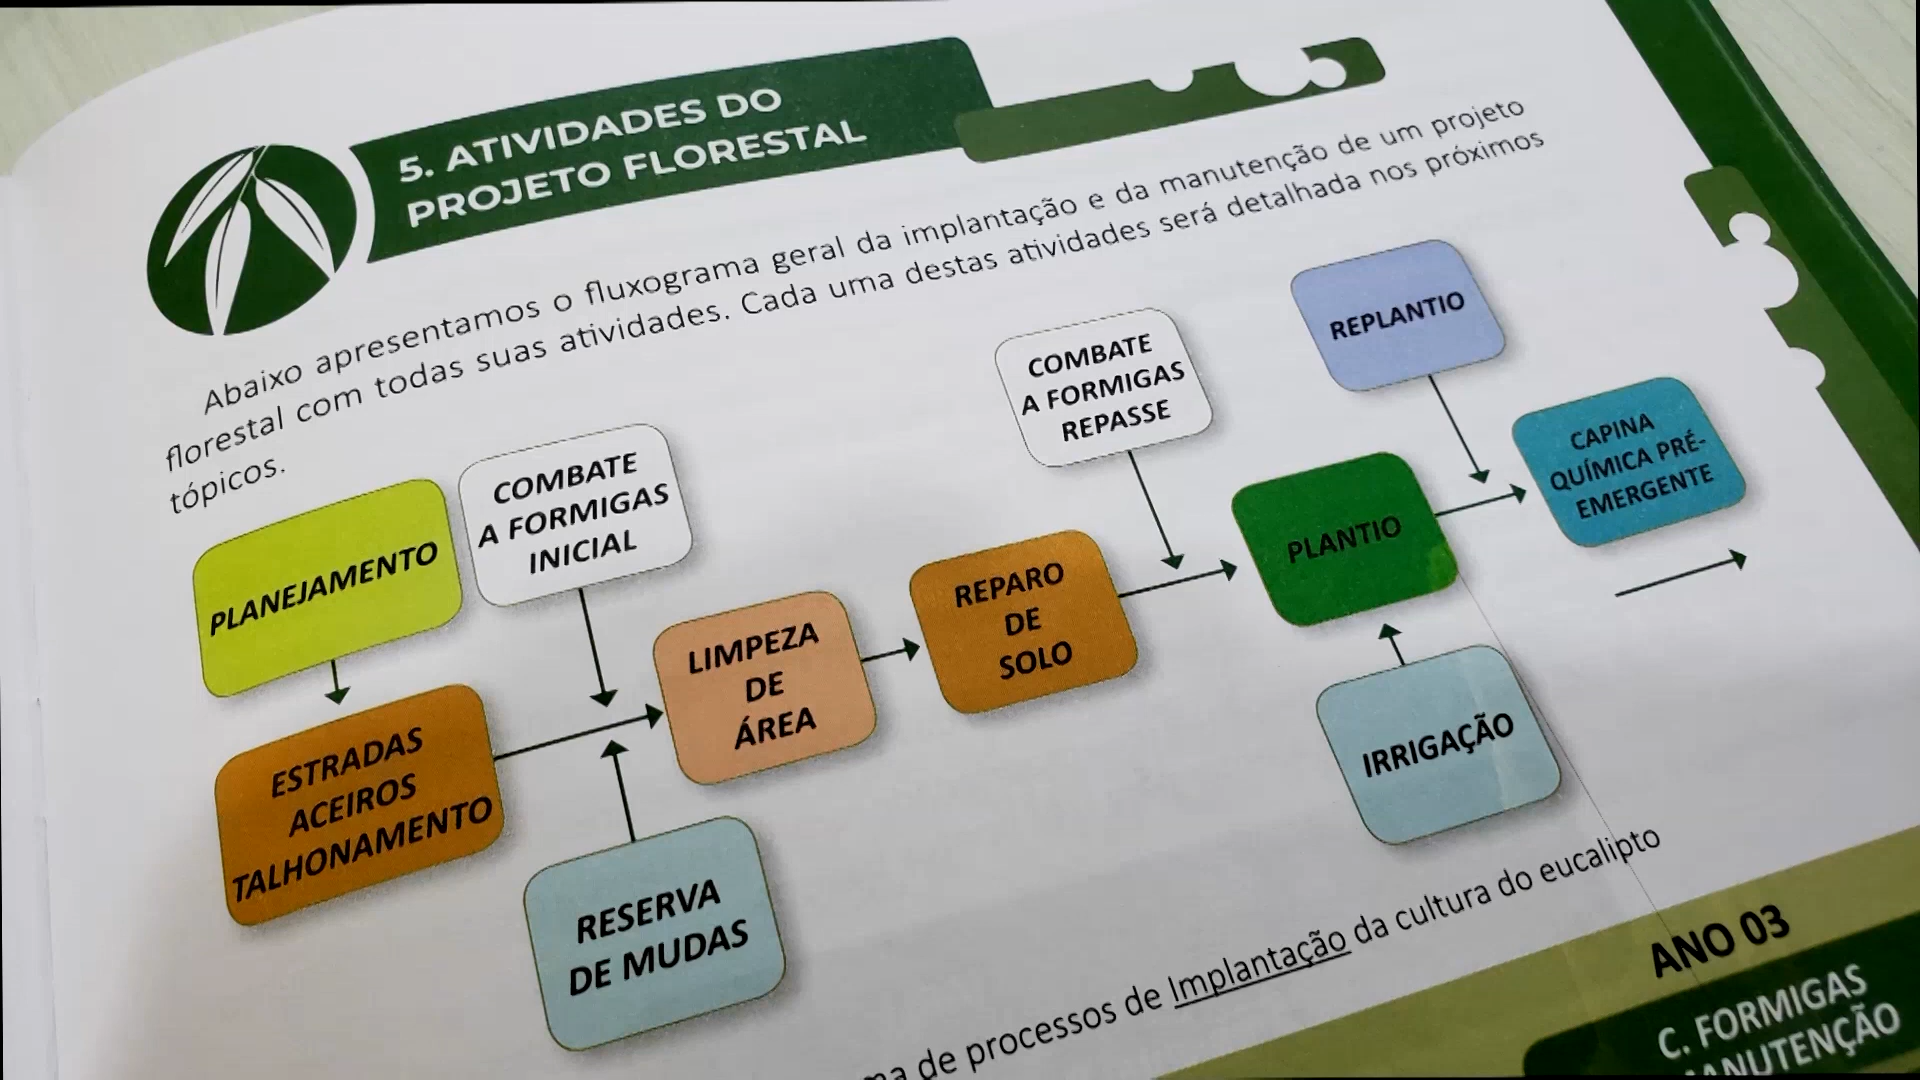 5. ATIVIDADES DO
PROJETO FLORESTAL
Abaixo apresentamos o fluxograma geral da implantação e da manutenção de um projeto
florestal com todas suas atividades. Cada uma destas atividades será detalhada nos próximos
tópicos.
PLANEJAMENTO
COMBATE
A FORMIGAS
INICIAL
COMBATE
A FORMIGAS
REPASSE
REPLANTIO
ESTRADAS
ACEIROS
TALHONAMENTO
LIMPEZA
DE
ÁREA
REPARO
DE
SOLO
PLANTIO
CAPINA
QUÍMICA PRÉ-
EMERGENTE
RESERVA
DE MUDAS
IRRIGAÇÃO
de processos de Implantação da cultura do eucalipto
ANO 03
C. FORMIGAS
MANUTENÇÃO